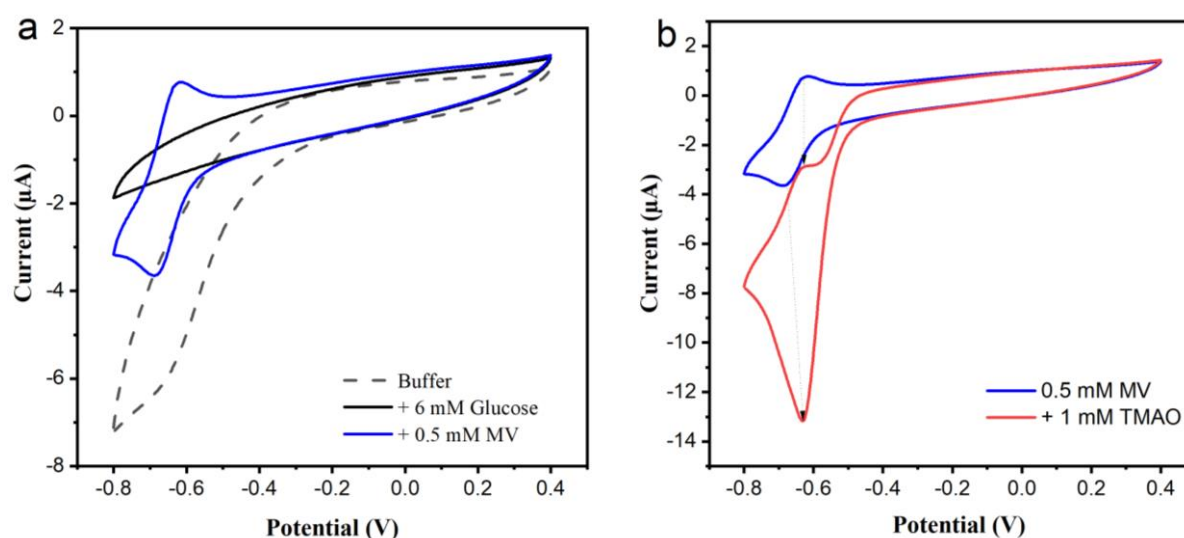 a
2
0
-2
-4
-6
-8
Current (µA)
Buffer
+ 6 mM Glucose
+ 0.5 mM MV
-0.8 -0.6 -0.4 -0.2 0.0 0.2 0.4
Potential (V)
b
2
0
-2
-4
-6
-8
-10
-12
-14
Current (µA)
0.5 mM MV
+ 1 mM TMAO
-0.8 -0.6 -0.4 -0.2 0.0 0.2 0.4
Potential (V)